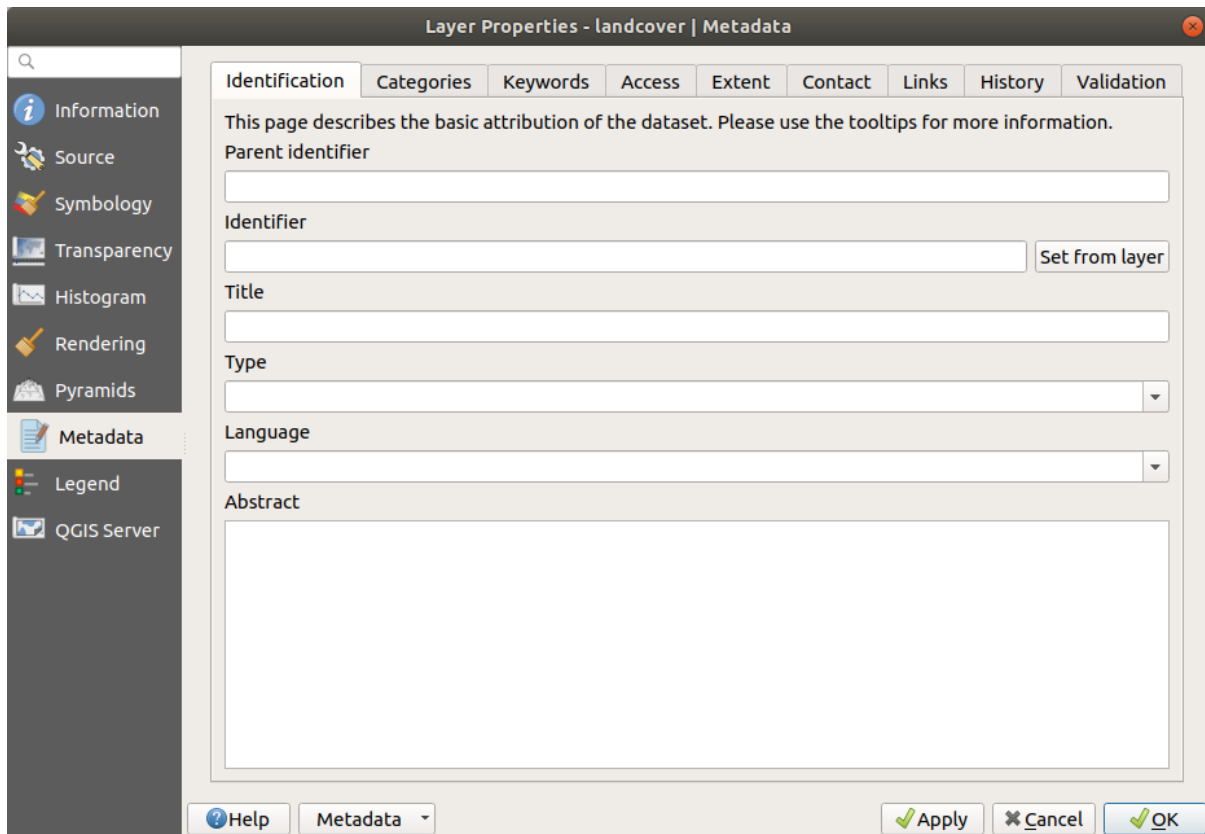 Layer Properties - landcover | Metadata
Information
Source
Symbology
Transparency
Histogram
Rendering
Pyramids
Metadata
Legend
QGIS Server
Identification Categories Keywords Access Extent Contact Links History Validation
This page describes the basic attribution of the dataset. Please use the tooltips for more information.
Parent identifier
Identifier
Set from layer
Title
Type
Language
Abstract
Help Metadata Apply Cancel OK